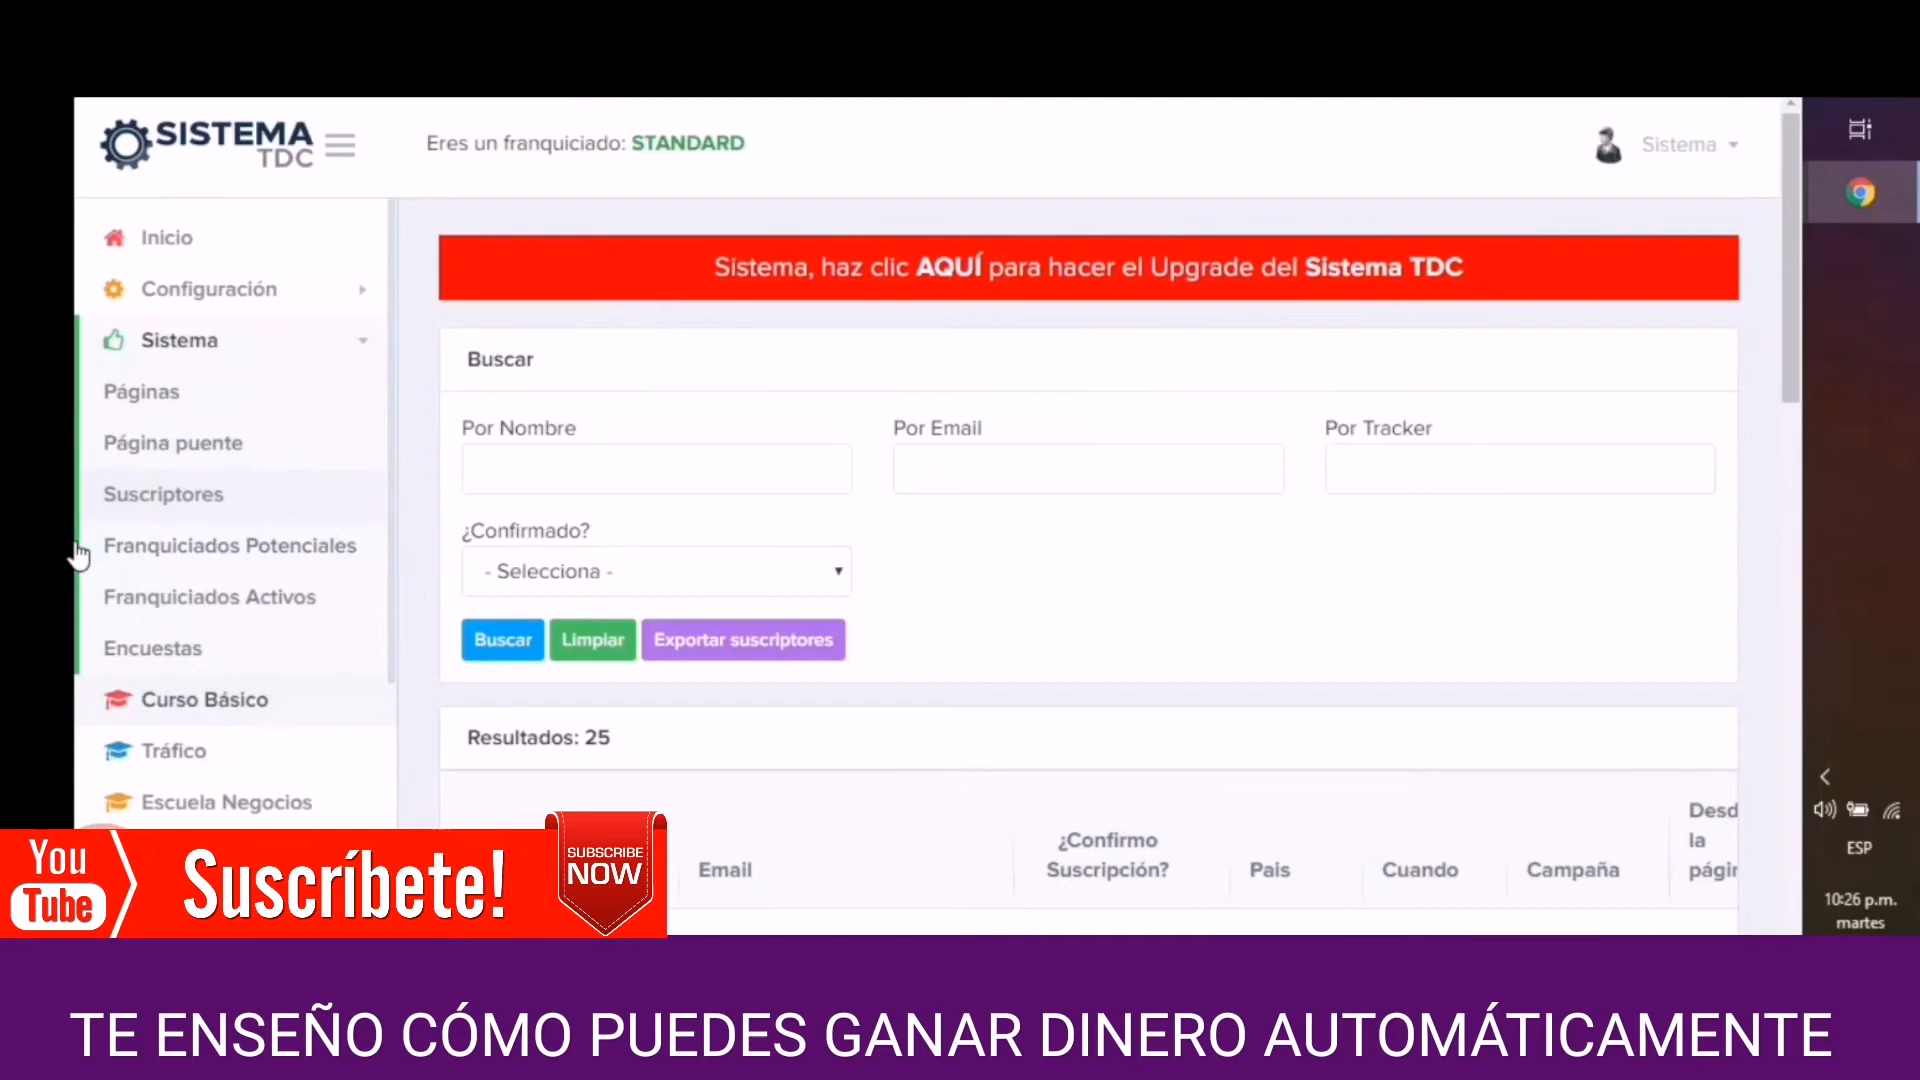 SISTEMA
TDC
Eres un franquiciado: STANDARD
Sistema
Inicio
Configuración
Sistema
Páginas
Página puente
Suscriptores
Franquiciados Potenciales
Franquiciados Activos
Encuestas
Curso Básico
Tráfico
Escuela Negocios
Sistema, haz clic AQUÍ para hacer el Upgrade del Sistema TDC
Buscar
Por Nombre
Por Email
Por Tracker
¿Confirmado?
- Selecciona -
Buscar
Limpiar
Exportar suscriptores
Resultados: 25
Email
¿Confirmo
Suscripción?
Pais
Cuando
Campaña
Desd
la
págin
ESP
10:26 p.m.
martes
You
Tube
Suscríbete!
SUBSCRIBE
NOW
TE ENSEÑO CÓMO PUEDES GANAR DINERO AUTOMÁTICAMENTE